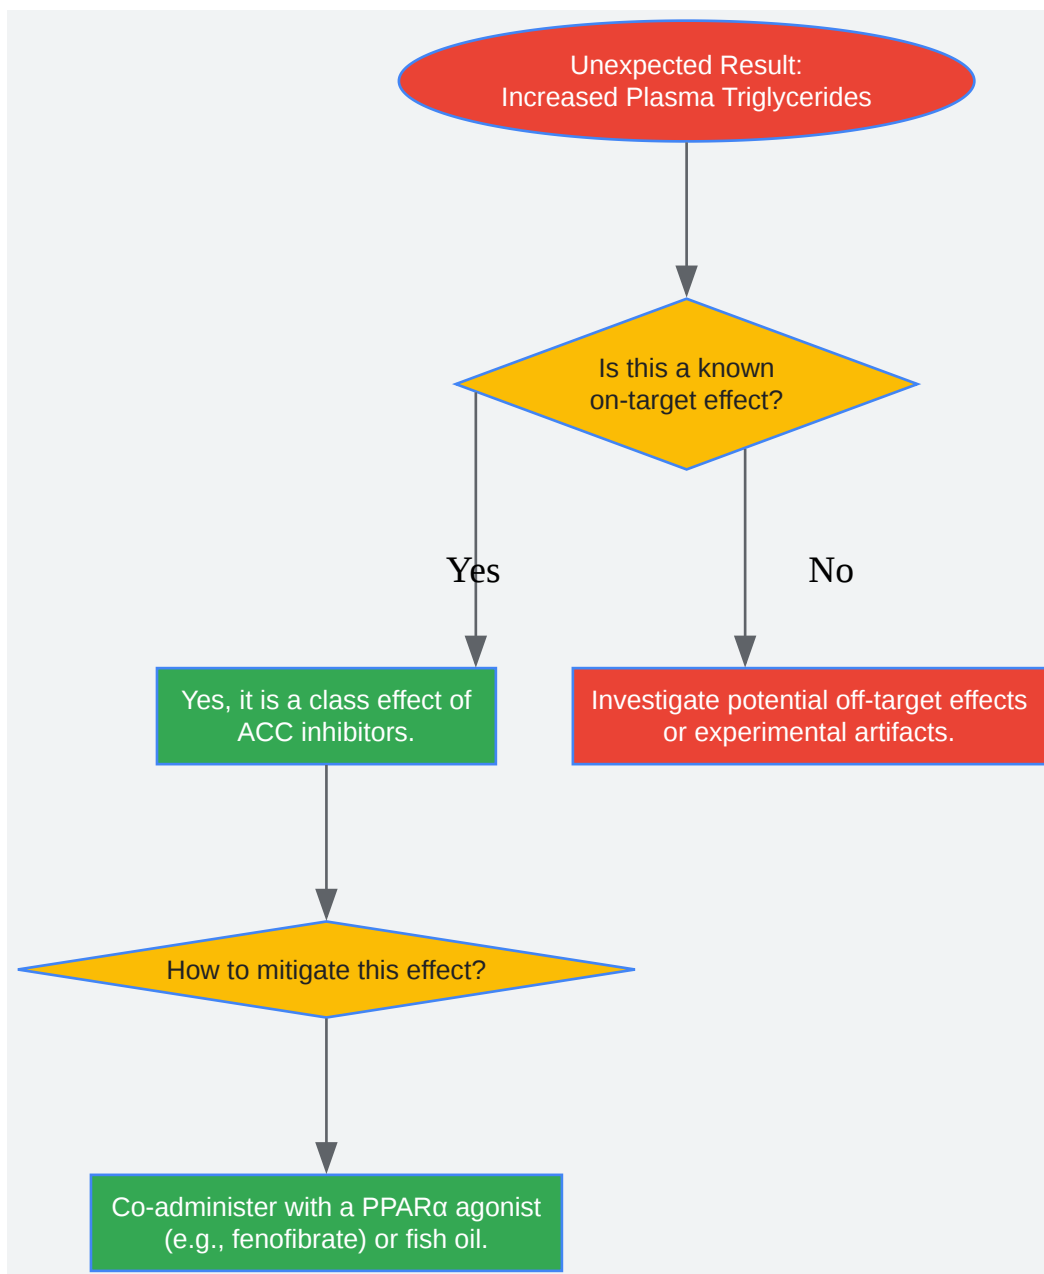 Unexpected Result:
Increased Plasma Triglycerides
Is this a known
on-target effect?
Yes
No
Yes, it is a class effect of
ACC inhibitors.
Investigate potential off-target effects
or experimental artifacts.
How to mitigate this effect?
Co-administer with a PPARα agonist
(e.g., fenofibrate) or fish oil.